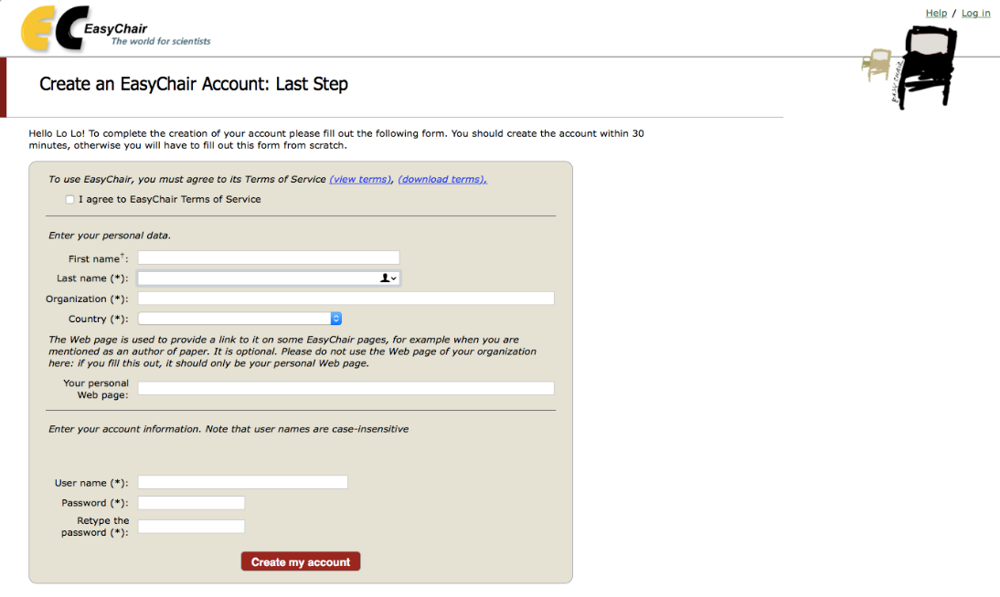 EC EasyChair
The world for scientists
Help / Log in
EASY CHAIR
Create an EasyChair Account: Last Step
Hello Lo Lo! To complete the creation of your account please fill out the following form. You should create the account within 30
minutes, otherwise you will have to fill out this form from scratch.
To use EasyChair, you must agree to its Terms of Service (view terms), (download terms),
I agree to EasyChair Terms of Service
Enter your personal data.
First name†:
Last name (*):
Organization (*):
Country (*):
The Web page is used to provide a link to it on some EasyChair pages, for example when you are
mentioned as an author of paper. It is optional. Please do not use the Web page of your organization
here: if you fill this out, it should only be your personal Web page.
Your personal
Web page:
Enter your account information. Note that user names are case-insensitive
User name (*):
Password (*):
Retype the
password (*):
Create my account